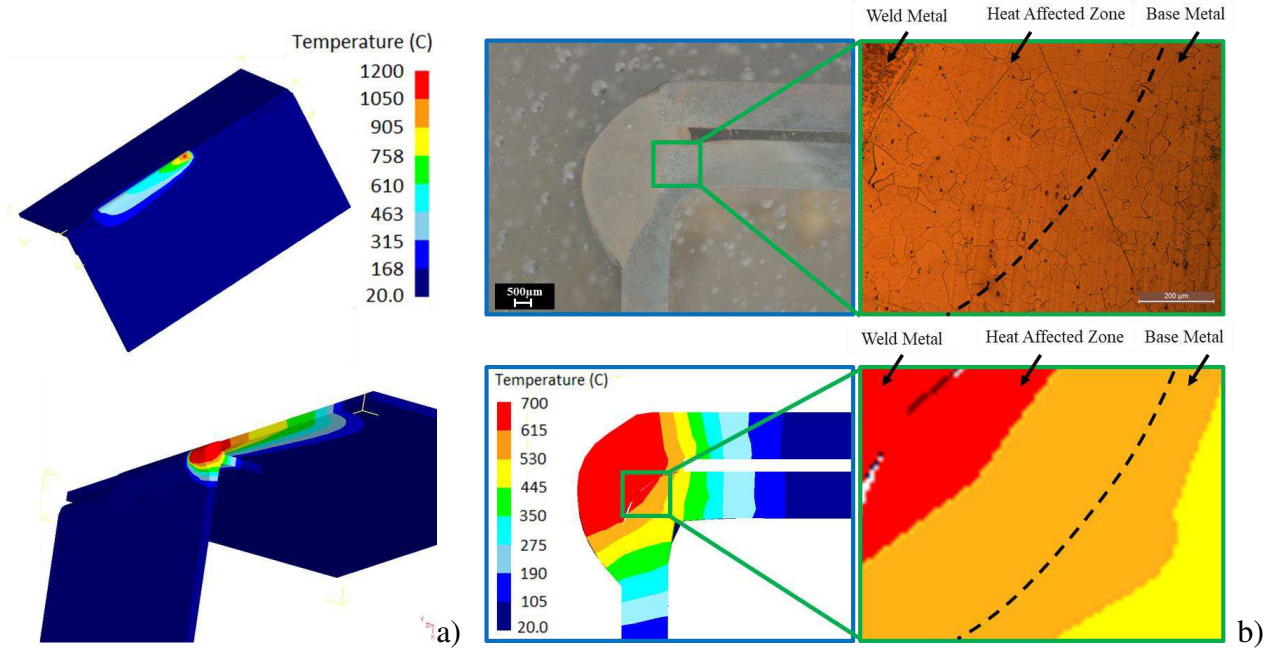 Temperature (C)
1200
1050
905
758
610
463
315
168
20.0
a)
Weld Metal
Heat Affected Zone
Base Metal
500µm
200 µm
Weld Metal
Heat Affected Zone
Base Metal
Temperature (C)
700
615
530
445
350
275
190
105
20.0
b)